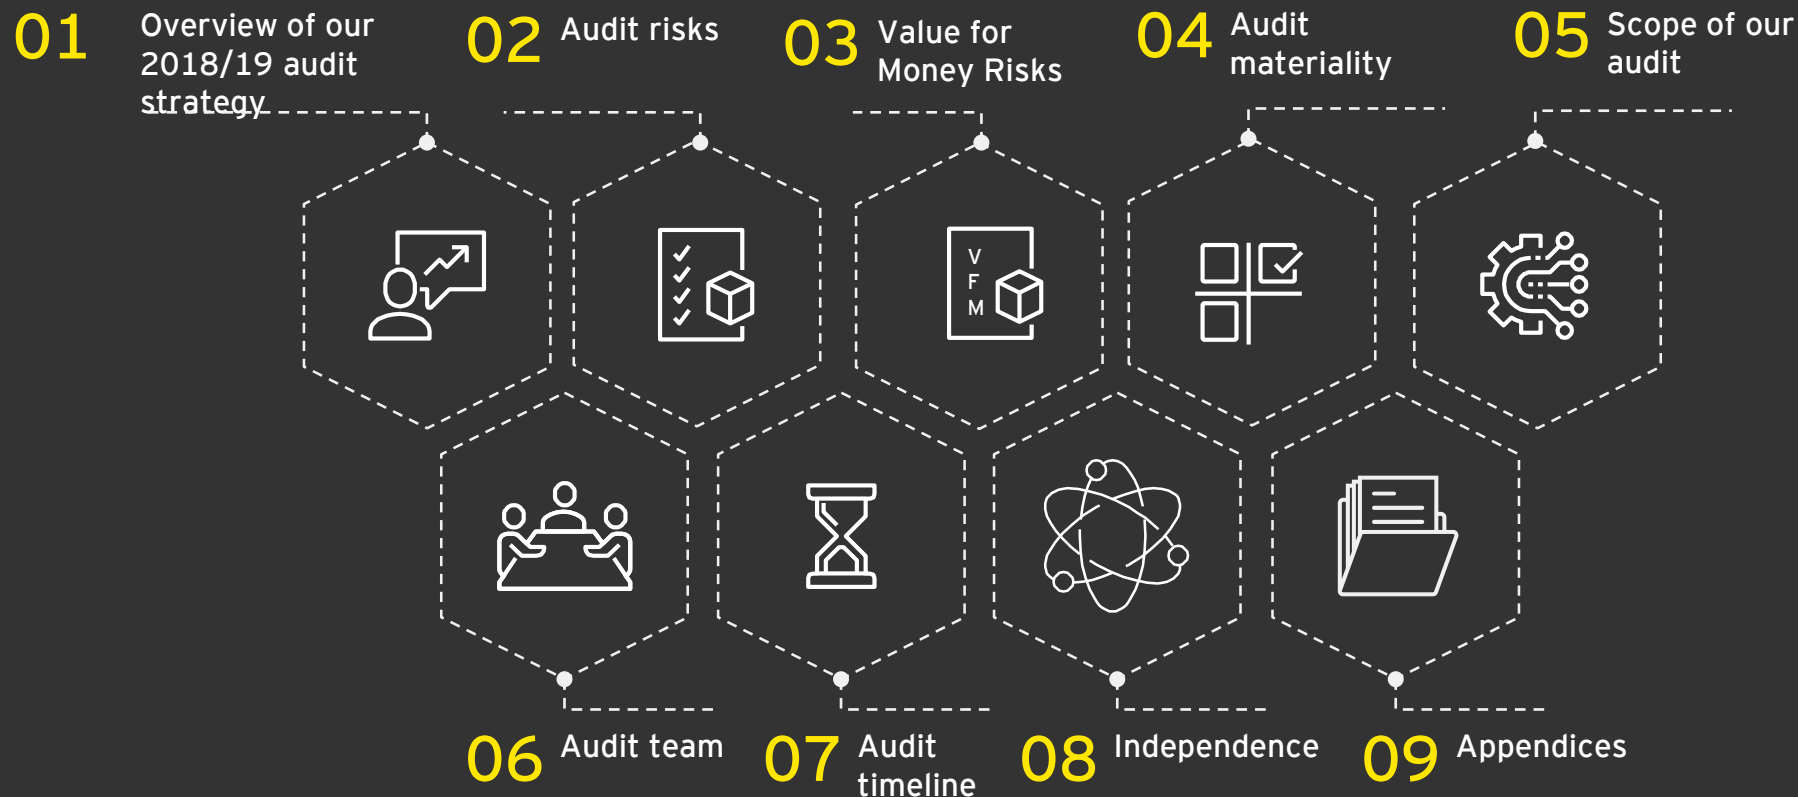 01
Overview of our
2018/19 audit
strategy
02
Audit risks
03
Value for
Money Risks
04
Audit
materiality
05
Scope of our
audit
V
F
M
06
Audit team
07
Audit
timeline
08
Independence
09
Appendices